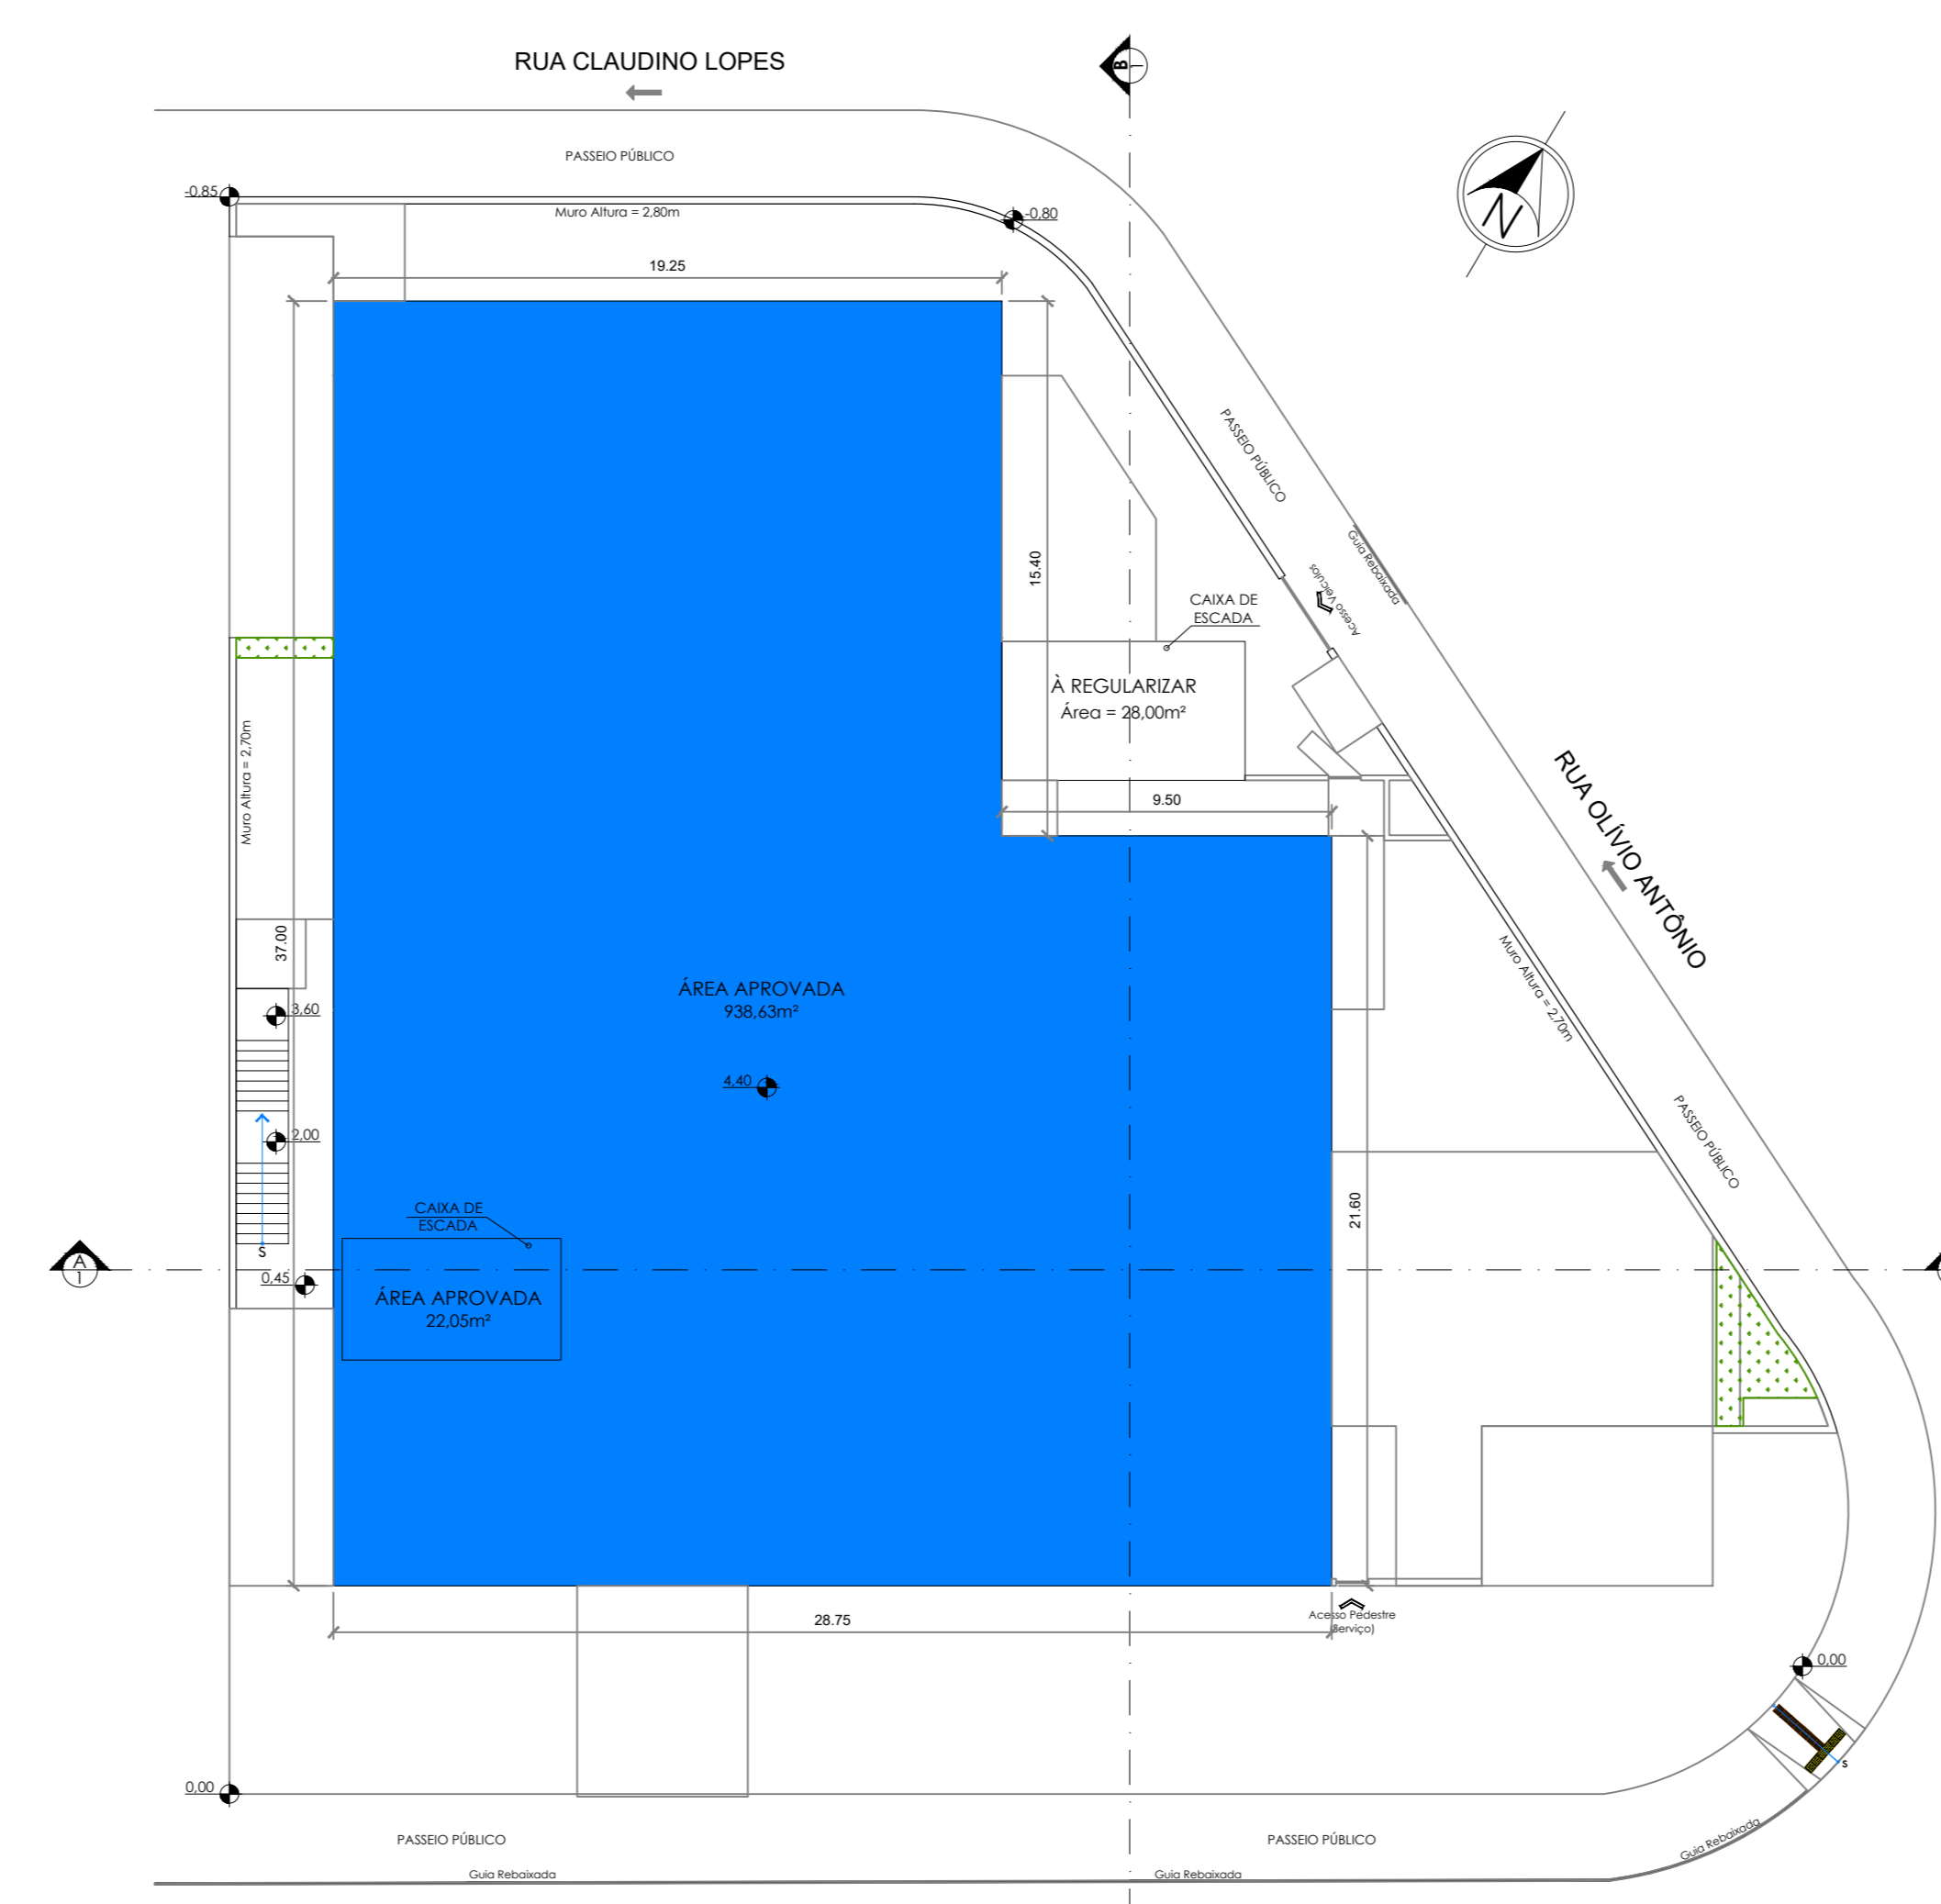 RUA CLAUDINO LOPES
B
1
PASSEIO PÚBLICO
-0,85
Muro Altura = 2,80m
-0,80
N
19.25
PASSEIO PÚBLICO
Guia Rebaixada
15.40
Acesso Veículos
CAIXA DE
ESCADA
À REGULARIZAR
Área = 28,00m²
Muro Altura = 2,70m
9.50
RUA OLÍVIO ANTÔNIO
37.00
Muro Altura = 2,70m
ÁREA APROVADA
938,63m²
3,60
4,40
2,00
PASSEIO PÚBLICO
CAIXA DE
ESCADA
21.60
S
A
1
0,45
ÁREA APROVADA
22,05m²
28.75
Acesso Pedestre
(Serviço)
0,00
S
0,00
PASSEIO PÚBLICO
PASSEIO PÚBLICO
Guia Rebaixada
Guia Rebaixada
Guia Rebaixada